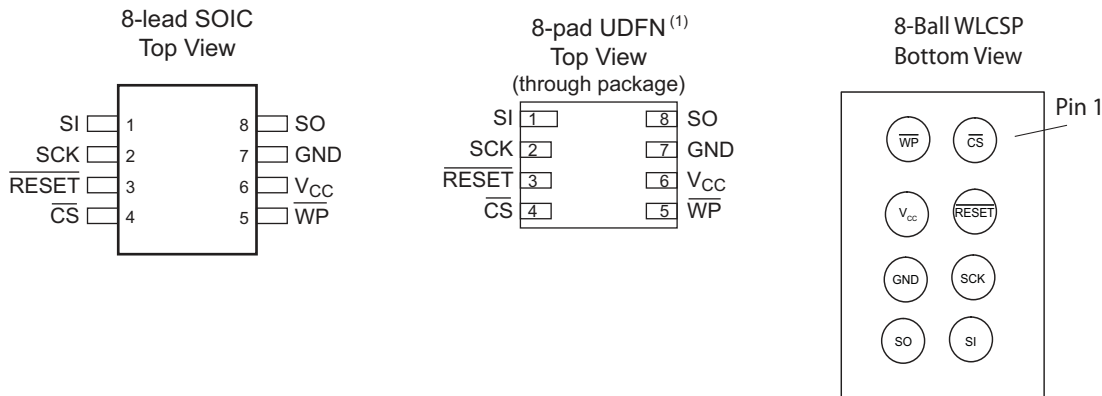 8-lead SOIC
Top View
SI 1 8 SO
SCK 2 7 GND
RESET 3 6 VCC
CS 4 5 WP
8-pad UDFN (1)
Top View
(through package)
SI 1 8 SO
SCK 2 7 GND
RESET 3 6 VCC
CS 4 5 WP
8-Ball WLCSP
Bottom View
Pin 1
WP CS
Vcc RESET
GND SCK
SO SI